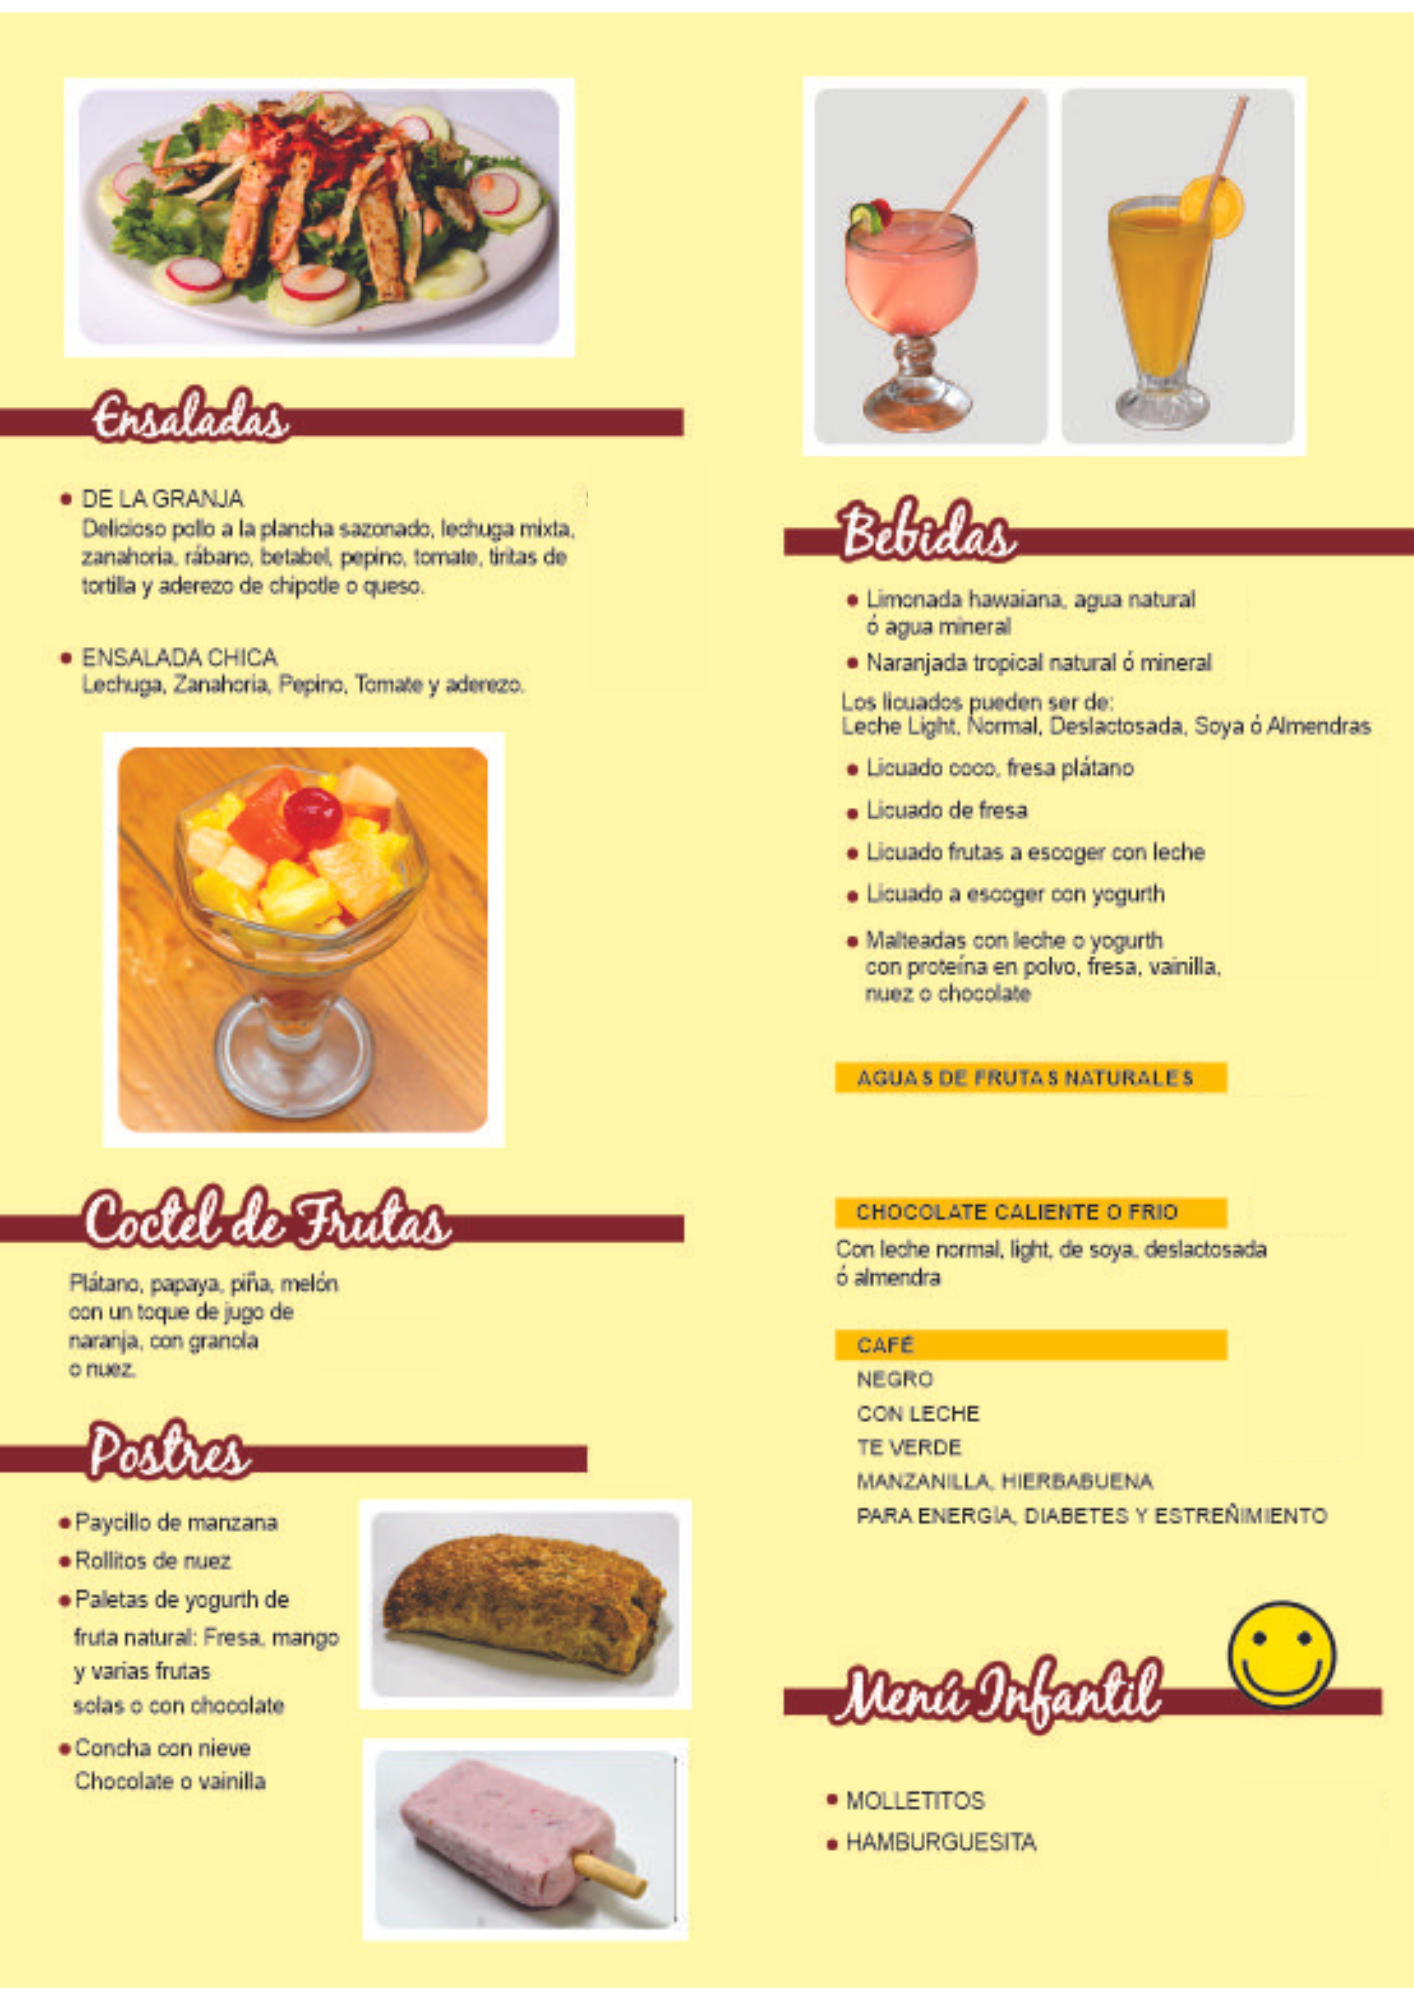 Ensaladas
DE LA GRANJA
Delicioso pollo a la plancha sazonado, lechuga mixta,
zanahoria, rábano, betabel, pepino, tomate, tiritas de
tortilla y aderezo de chipotle o queso.
ENSALADA CHICA
Lechuga, Zanahoria, Pepino, Tomate y aderezo.
Coctel de Frutas
Plátano, papaya, piña, melón
con un toque de jugo de
naranja, con granola
o nuez.
Postres
Paycillo de manzana
Rollitos de nuez
Paletas de yogurth de
fruta natural: Fresa, mango
y varias frutas
solas o con chocolate
Concha con nieve
Chocolate o vainilla
Bebidas
Limonada hawaiana, agua natural
ó agua mineral
Naranjada tropical natural ó mineral
Los licuados pueden ser de:
Leche Light, Normal, Deslactosada, Soya ó Almendras
Licuado coco, fresa plátano
Licuado de fresa
Licuado frutas a escoger con leche
Licuado a escoger con yogurth
Malteadas con leche o yogurth
con proteína en polvo, fresa, vainilla,
nuez o chocolate
AGUAS DE FRUTAS NATURALES
CHOCOLATE CALIENTE O FRIO
Con leche normal, light, de soya, deslactosada
ó almendra
CAFÉ
NEGRO
CON LECHE
TE VERDE
MANZANILLA, HIERBABUENA
PARA ENERGÍA, DIABETES Y ESTREÑIMIENTO
Menú Infantil
MOLLETITOS
HAMBURGUESITA